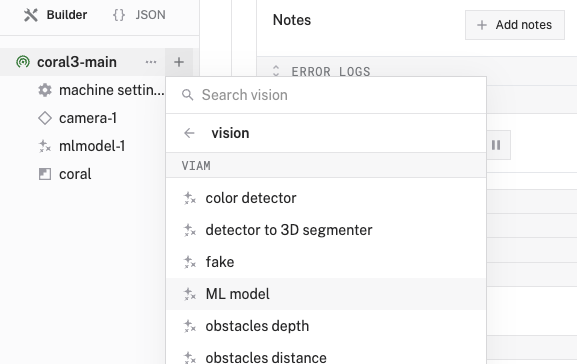 Builder
{} JSON
Notes
+ Add notes
coral3-main ... +
ERROR LOGS
machine settin...
Search vision
camera-1
vision
mlmodel-1
VIAM
coral
color detector
detector to 3D segmenter
fake
ML model
obstacles depth
obstacles distance